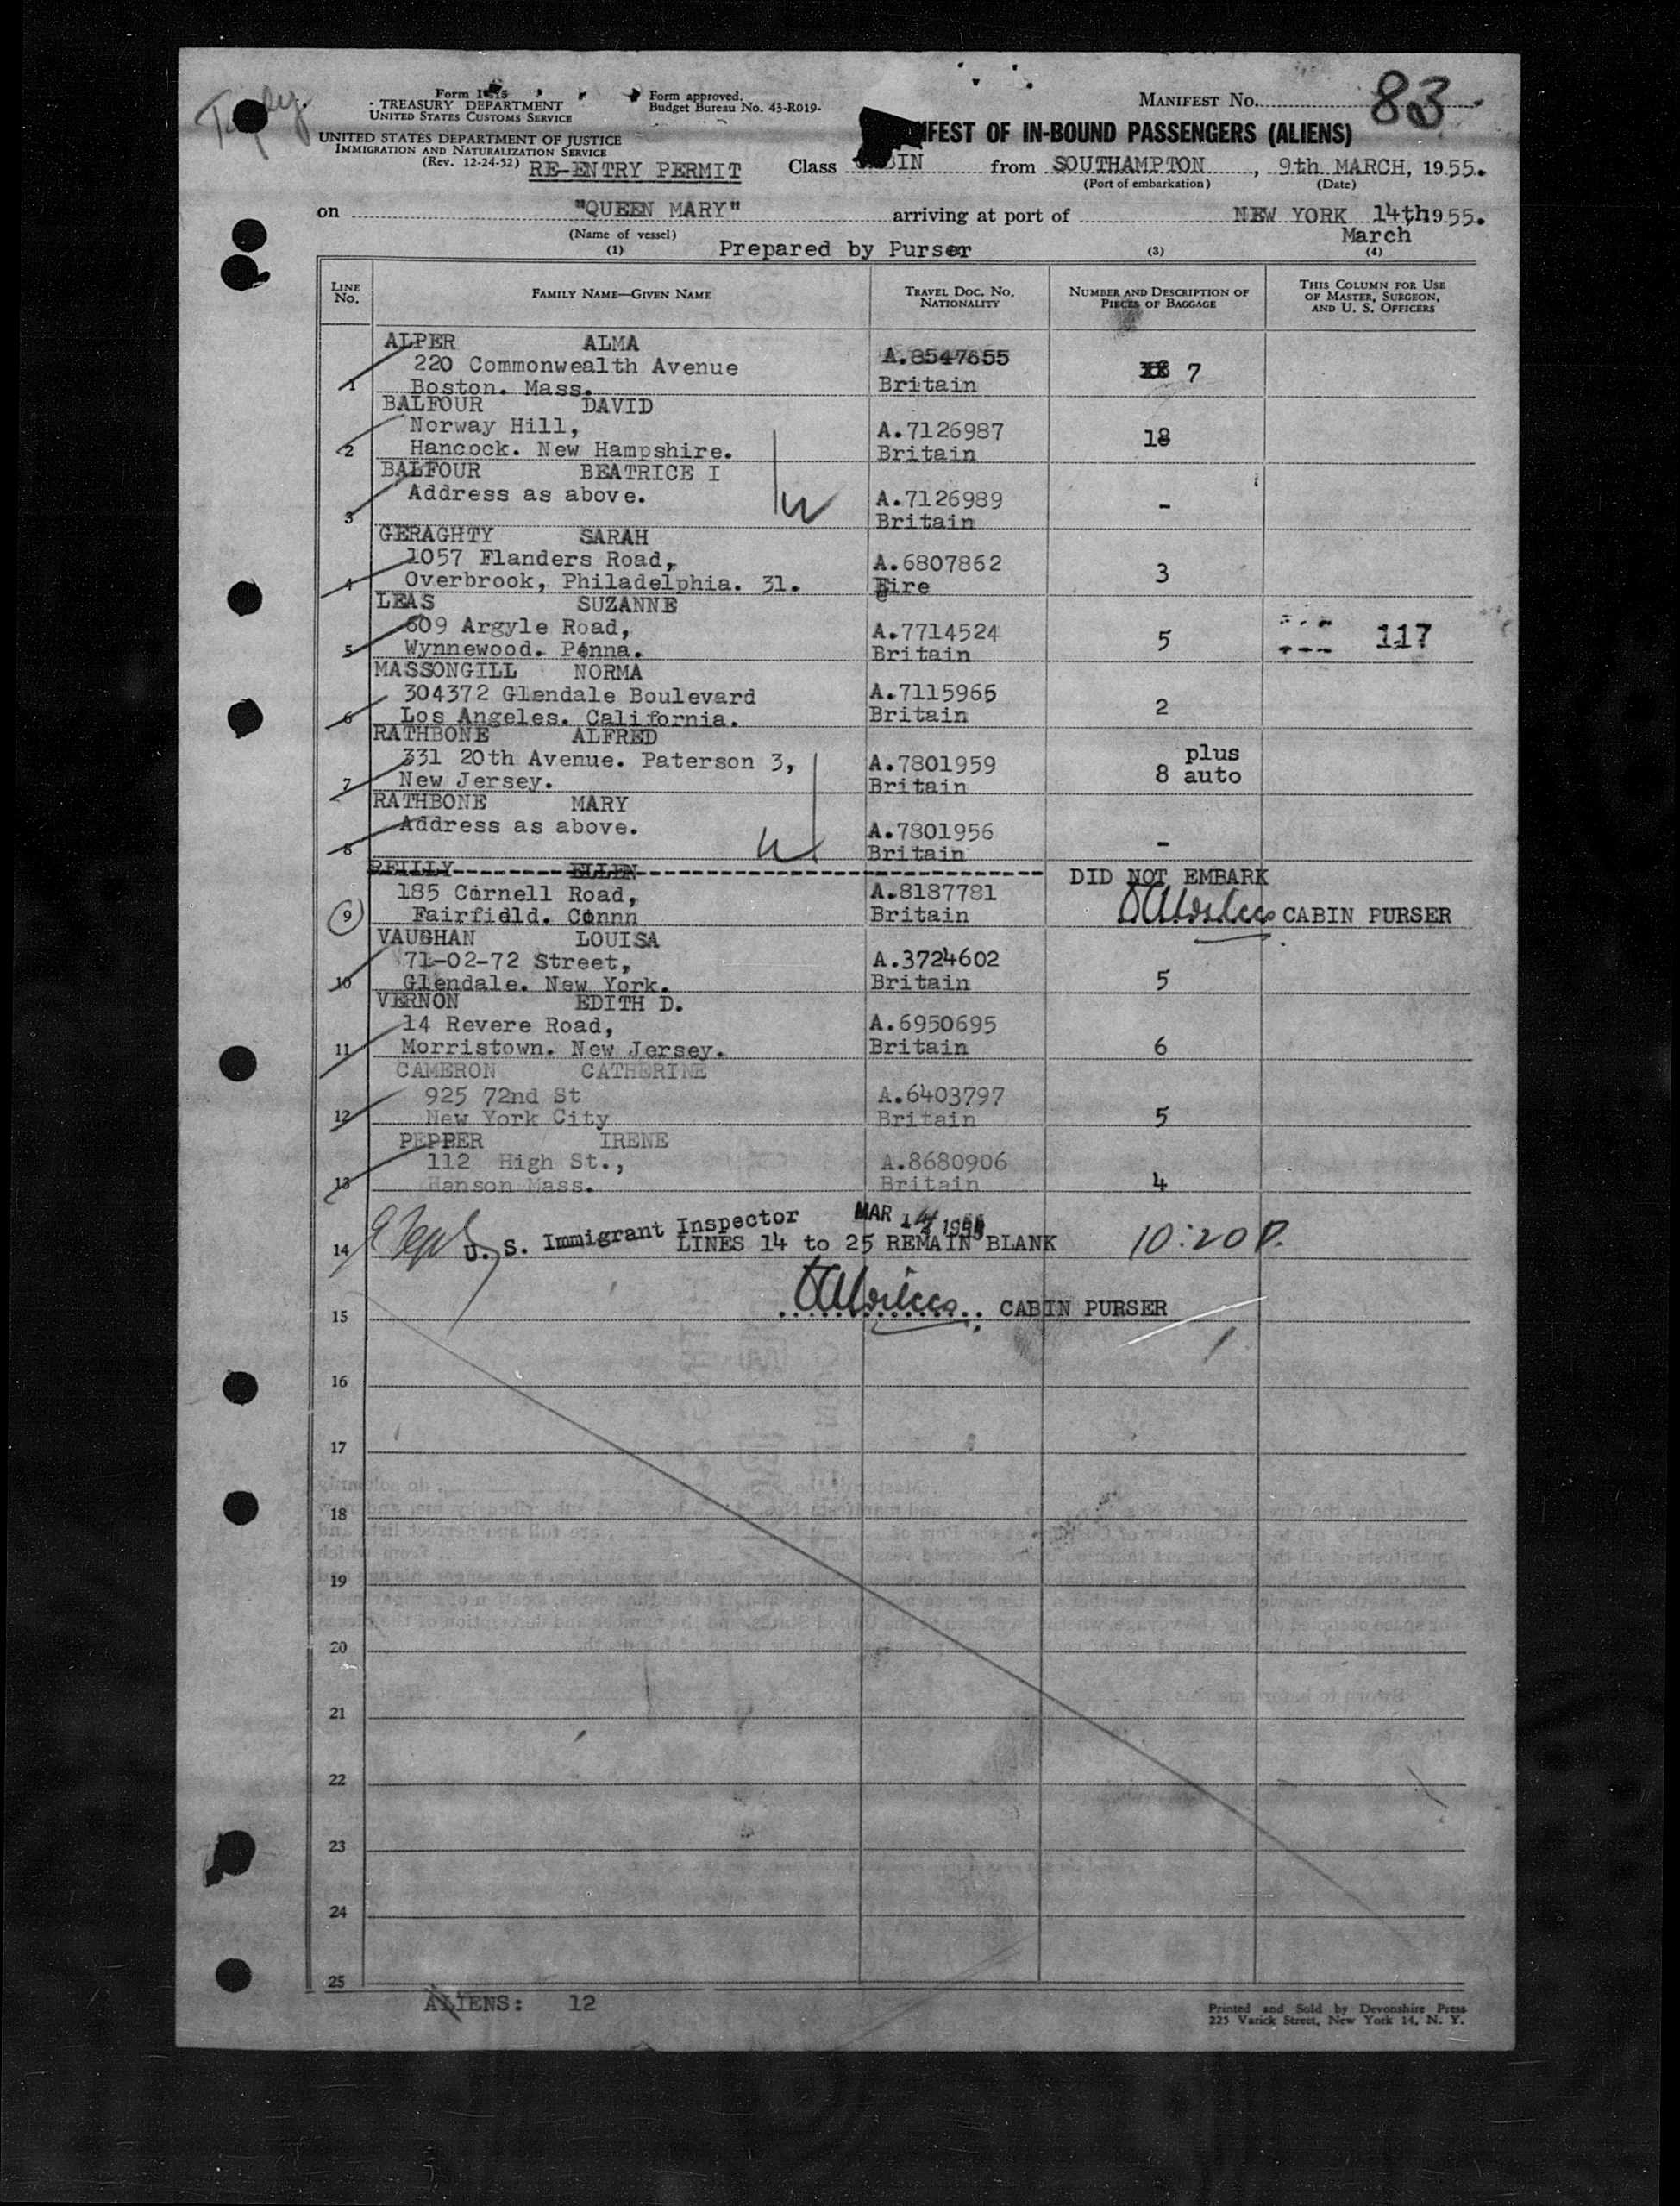 83
Form I-415
TREASURY DEPARTMENT
UNITED STATES CUSTOMS SERVICE
Form approved.
Budget Bureau No. 43-R019-
MANIFEST NO.
UNITED STATES DEPARTMENT OF JUSTICE
IMMIGRATION AND NATURALIZATION SERVICE
(Rev. 12-24-52) RE-ENTRY PERMIT
IFEST OF IN-BOUND PASSENGERS (ALIENS)
Class CABIN from SOUTHAMPTON, 9th MARCH, 1955.
(Port of embarkation) (Date)
on "QUEEN MARY" arriving at port of NEW YORK 14th 1955.
March
(Name of vessel)
(1) Prepared by Purser (3) (4)
LINE No. FAMILY NAME—GIVEN NAME TRAVEL DOC. NO. NATIONALITY NUMBER AND DESCRIPTION OF PIECES OF BAGGAGE THIS COLUMN FOR USE OF MASTER, SURGEON, AND U. S. OFFICERS
ALPER ALMA
220 Commonwealth Avenue A.8547655
1 Boston. Mass. Britain 7
BALFOUR DAVID
Norway Hill, A.7126987
2 Hancock. New Hampshire. Britain 18
BALFOUR BEATRICE I
Address as above. A.7126989
3 Britain -
GERAGHTY SARAH
1057 Flanders Road, A.6807862
4 Overbrook, Philadelphia. 31. Eire 3
LEAS SUZANNE
609 Argyle Road, A.7714524
5 Wynnewood. Penna. Britain 5 117
MASSONGILL NORMA
304372 Glendale Boulevard A.7115965
6 Los Angeles. California. Britain 2
RATHBONE ALFRED
331 20th Avenue. Paterson 3, A.7801959
7 New Jersey. Britain 8 plus auto
RATHBONE MARY
Address as above. A.7801956
8 Britain -
REILLY ELLEN DID NOT EMBARK
185 Carnell Road, A.8187781
9 Fairfield. Connn Britain CABIN PURSER
VAUGHAN LOUISA
71-02-72 Street, A.3724602
10 Glendale. New York. Britain 5
VERNON EDITH D.
14 Revere Road, A.6950695
11 Morristown. New Jersey. Britain 6
CAMERON CATHERINE
925 72nd St A.6403797
12 New York City Britain 5
PEPPER IRENE
112 High St., A.8680906
13 Hanson Mass. Britain 4
U. S. Immigrant Inspector MAR 14 1955
14 LINES 14 to 25 REMAIN BLANK 10:20 P.
15 CABIN PURSER
16
17
18
19
20
21
22
23
24
25
ALIENS: 12
Printed and Sold by Devonshire Press
225 Varick Street, New York 14, N. Y.